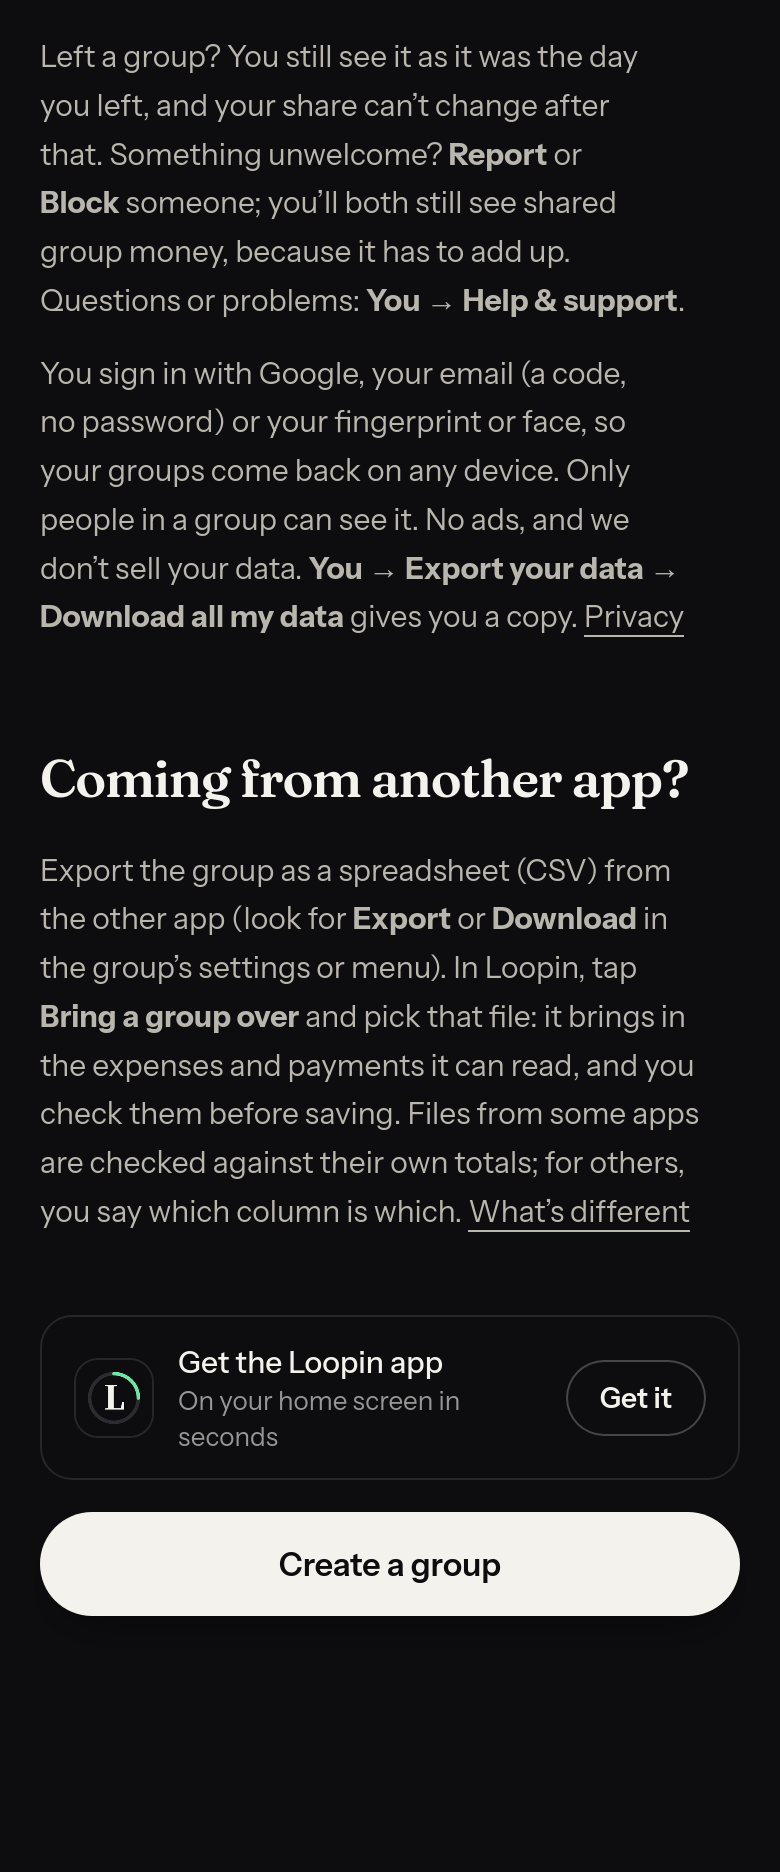 Left a group? You still see it as it was the day
you left, and your share can’t change after
that. Something unwelcome? Report or
Block someone; you’ll both still see shared
group money, because it has to add up.
Questions or problems: You → Help & support.
You sign in with Google, your email (a code,
no password) or your fingerprint or face, so
your groups come back on any device. Only
people in a group can see it. No ads, and we
don’t sell your data. You → Export your data →
Download all my data gives you a copy. Privacy
Coming from another app?
Export the group as a spreadsheet (CSV) from
the other app (look for Export or Download in
the group’s settings or menu). In Loopin, tap
Bring a group over and pick that file: it brings in
the expenses and payments it can read, and you
check them before saving. Files from some apps
are checked against their own totals; for others,
you say which column is which. What’s different
L
Get the Loopin app
On your home screen in
seconds
Get it
Create a group